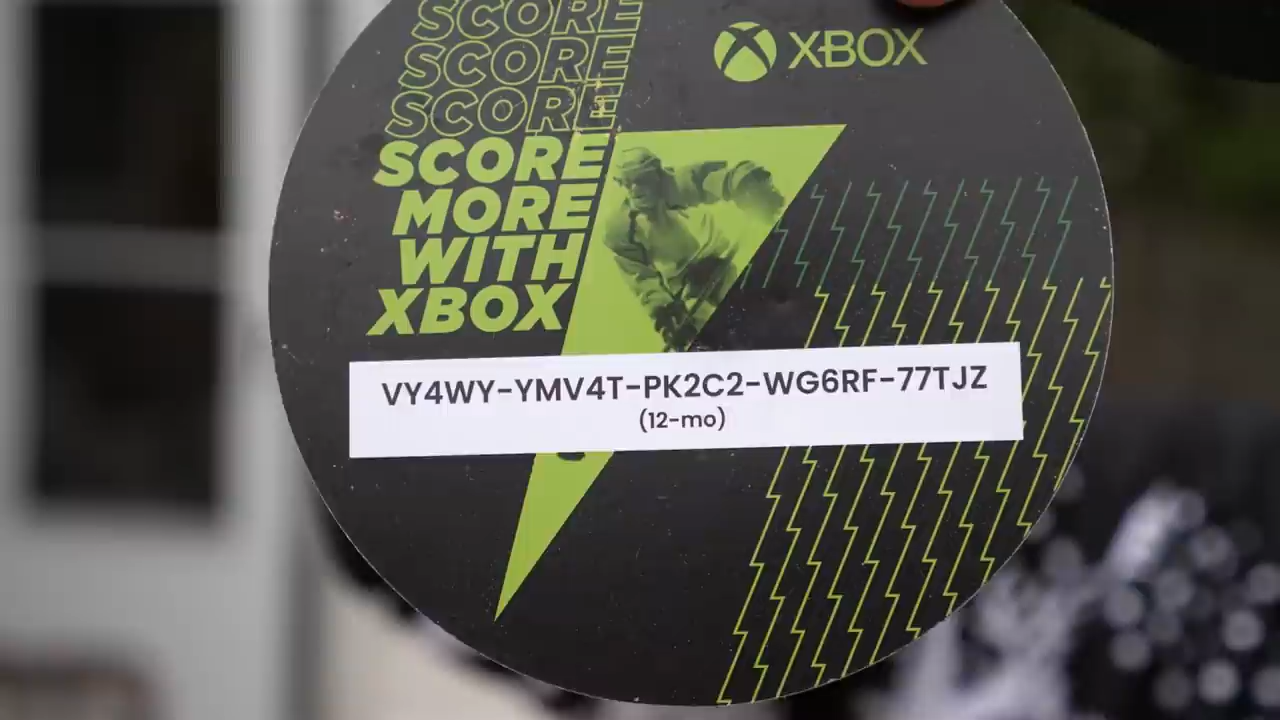 SCORE
SCORE
SCORE
SCORE
MORE
WITH
XBOX
XBOX
VY4WY-YMV4T-PK2C2-WG6RF-77TJZ
(12-mo)